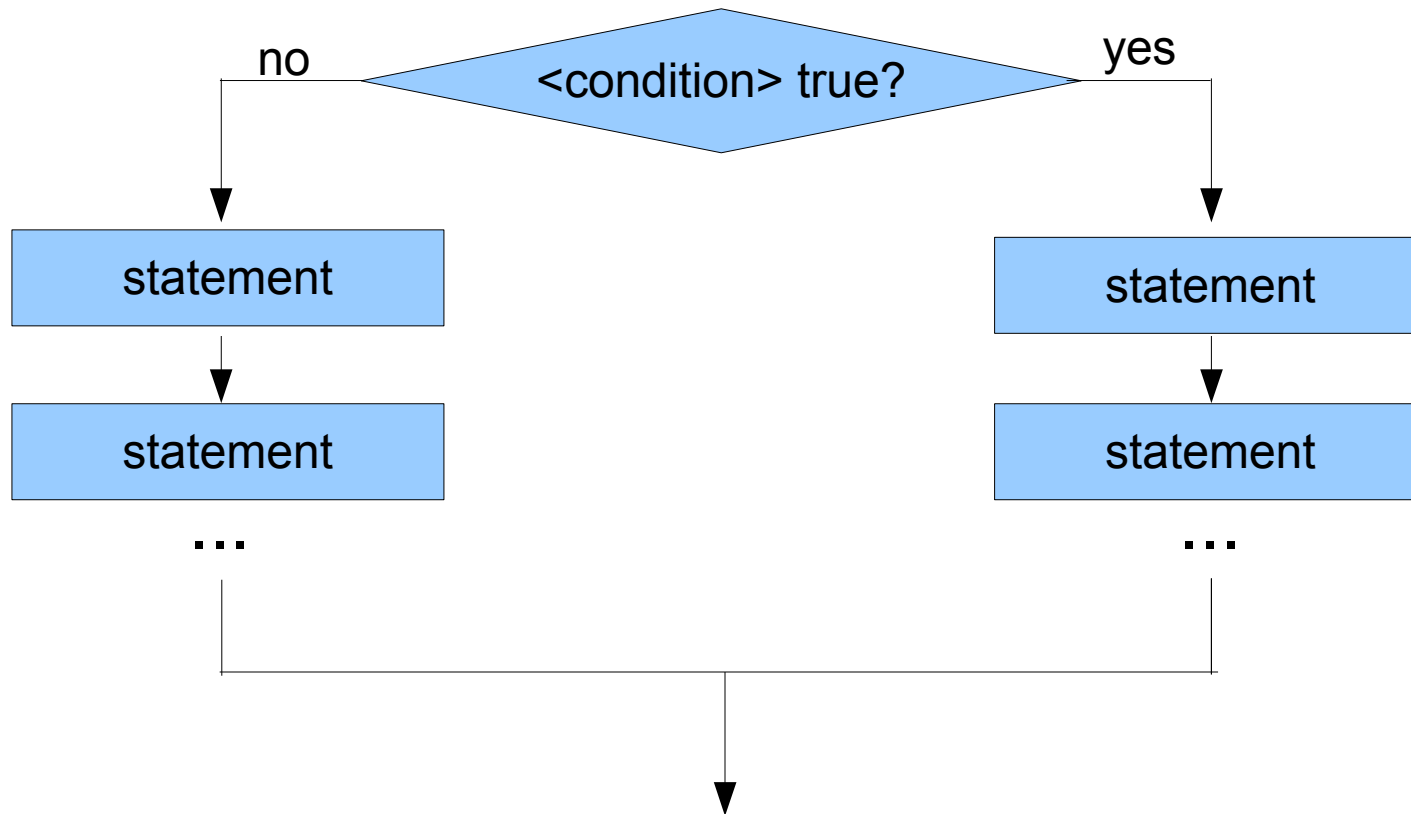 no
<condition> true?
yes
statement
statement
statement
statement
...
...